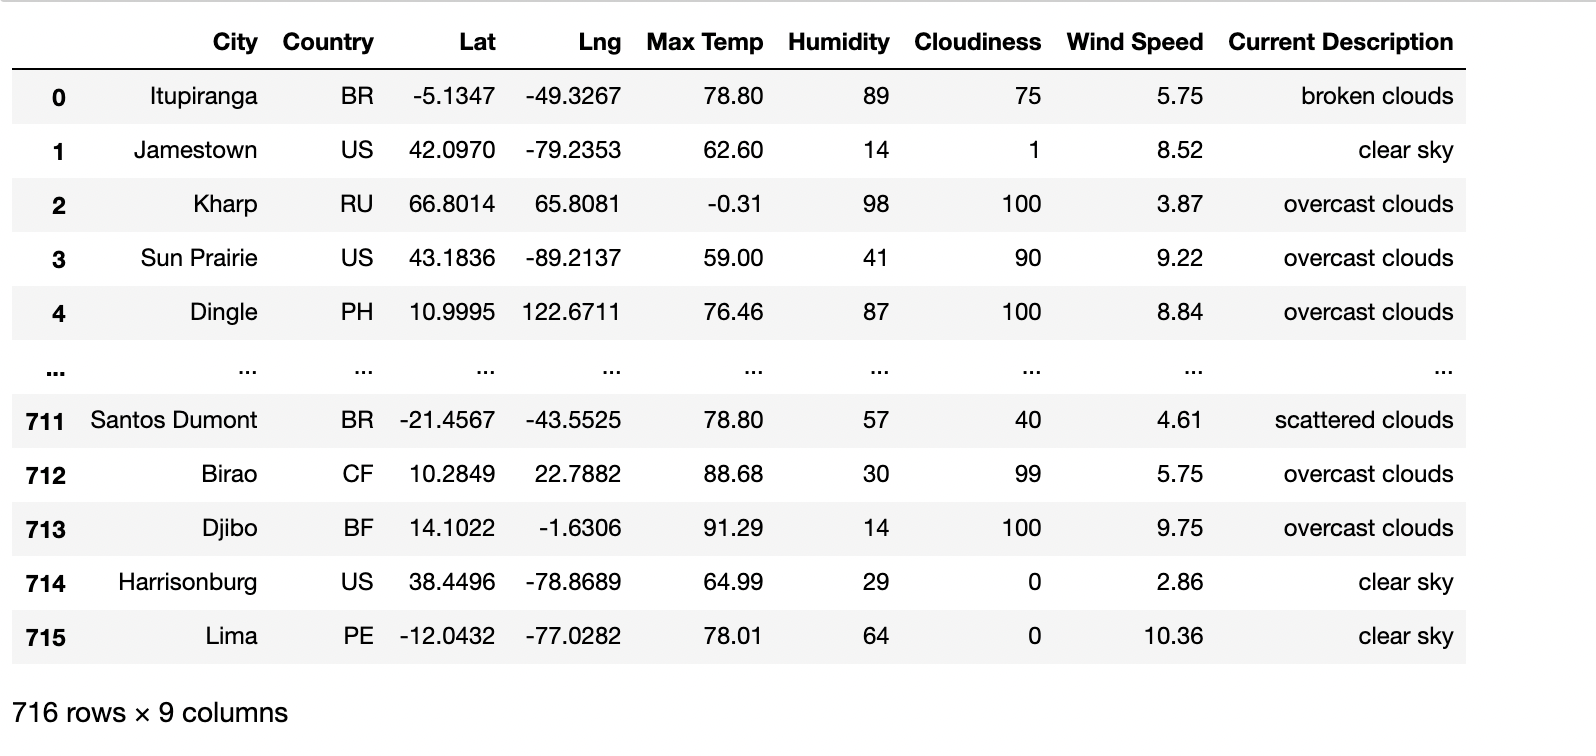 City Country Lat Lng Max Temp Humidity Cloudiness Wind Speed Current Description
0 Itupiranga BR -5.1347 -49.3267 78.80 89 75 5.75 broken clouds
1 Jamestown US 42.0970 -79.2353 62.60 14 1 8.52 clear sky
2 Kharp RU 66.8014 65.8081 -0.31 98 100 3.87 overcast clouds
3 Sun Prairie US 43.1836 -89.2137 59.00 41 90 9.22 overcast clouds
4 Dingle PH 10.9995 122.6711 76.46 87 100 8.84 overcast clouds
... ... ... ... ... ... ... ... ... ...
711 Santos Dumont BR -21.4567 -43.5525 78.80 57 40 4.61 scattered clouds
712 Birao CF 10.2849 22.7882 88.68 30 99 5.75 overcast clouds
713 Djibo BF 14.1022 -1.6306 91.29 14 100 9.75 overcast clouds
714 Harrisonburg US 38.4496 -78.8689 64.99 29 0 2.86 clear sky
715 Lima PE -12.0432 -77.0282 78.01 64 0 10.36 clear sky
716 rows × 9 columns